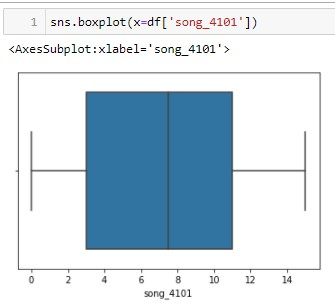 1 sns.boxplot(x=df['song_4101'])
<AxesSubplot:xlabel='song_4101'>
0 2 4 6 8 10 12 14
song_4101